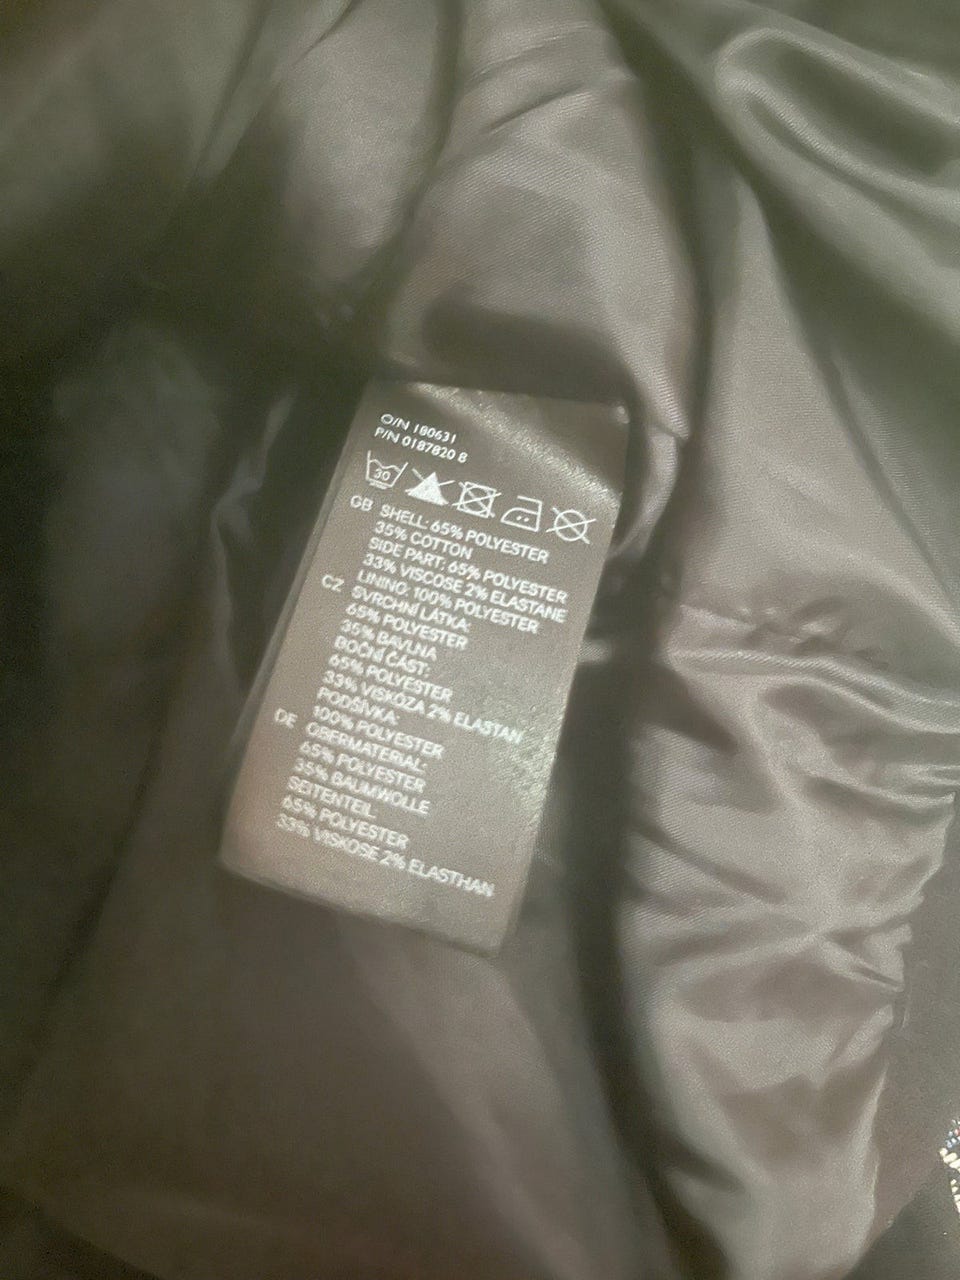 O/N 180631
P/N 0187820 B
30
GB SHELL: 65% POLYESTER
35% COTTON
SIDE PART: 65% POLYESTER
33% VISCOSE 2% ELASTANE
LINING: 100% POLYESTER
CZ SVRCHNÍ LÁTKA:
65% POLYESTER
35% BAVLNA
BOČNÍ ČÁST:
65% POLYESTER
33% VISKÓZA 2% ELASTAN
PODŠÍVKA:
100% POLYESTER
DE OBERMATERIAL:
65% POLYESTER
35% BAUMWOLLE
SEITENTEIL
65% POLYESTER
33% VISKOSE 2% ELASTHAN